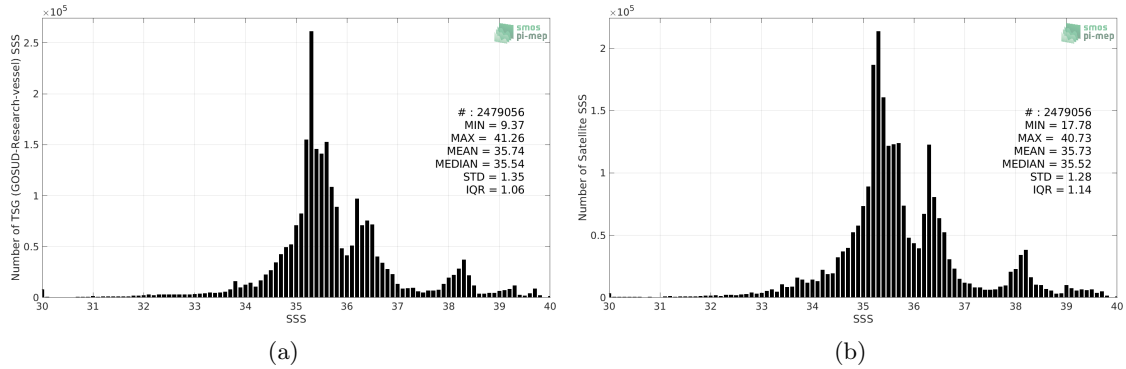 ×10⁵
smos
pi-mep
2.5
2
1.5
1
0.5
0
Number of TSG (GOSUD-Research-vessel) SSS
# : 2479056
MIN = 9.37
MAX = 41.26
MEAN = 35.74
MEDIAN = 35.54
STD = 1.35
IQR = 1.06
30 31 32 33 34 35 36 37 38 39 40
SSS
(a)
×10⁵
smos
pi-mep
2
1.5
1
0.5
0
Number of Satellite SSS
# : 2479056
MIN = 17.78
MAX = 40.73
MEAN = 35.73
MEDIAN = 35.52
STD = 1.28
IQR = 1.14
30 31 32 33 34 35 36 37 38 39 40
SSS
(b)